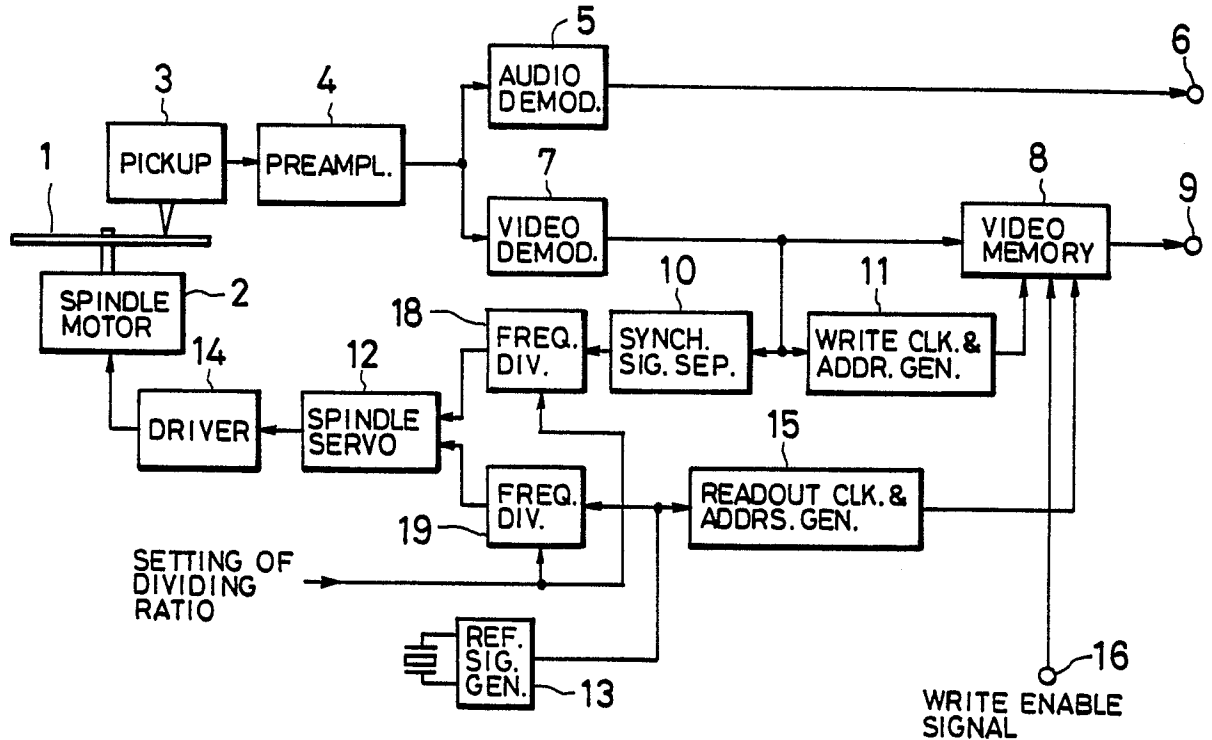 5
6
AUDIO
DEMOD.
3
4
1
PICKUP
PREAMPL.
7
8
9
VIDEO
DEMOD.
VIDEO
MEMORY
2
SPINDLE
MOTOR
18
10
11
FREQ.
DIV.
SYNCH.
SIG. SEP.
WRITE CLK. &
ADDR. GEN.
14
12
DRIVER
SPINDLE
SERVO
15
19
FREQ.
DIV.
READOUT CLK. &
ADDRS. GEN.
SETTING OF
DIVIDING
RATIO
REF.
SIG.
GEN.
13
16
WRITE ENABLE
SIGNAL